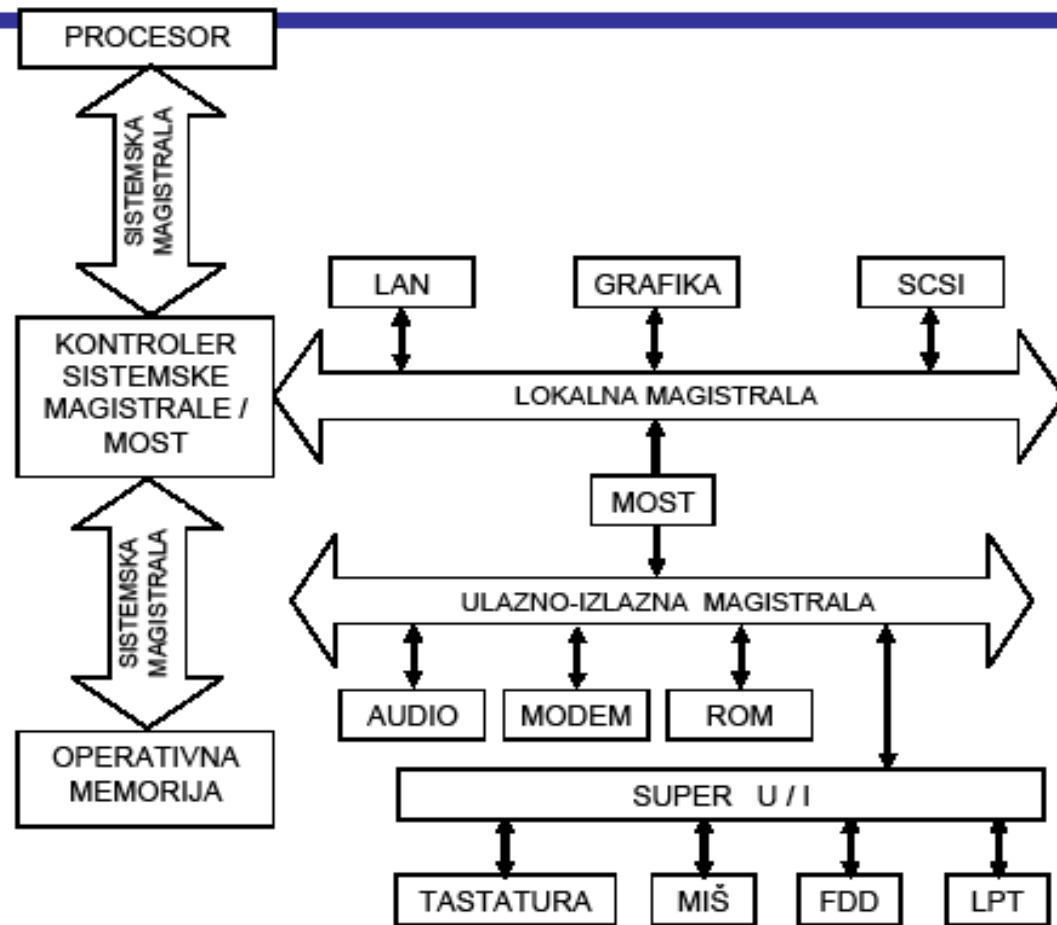 PROCESOR
SISTEMSKA
MAGISTRALA
LAN
GRAFIKA
SCSI
KONTROLER
SISTEMSKE
MAGISTRALE /
MOST
LOKALNA MAGISTRALA
MOST
SISTEMSKA
MAGISTRALA
ULAZNO-IZLAZNA MAGISTRALA
AUDIO
MODEM
ROM
OPERATIVNA
MEMORIJA
SUPER U / I
TASTATURA
MIŠ
FDD
LPT